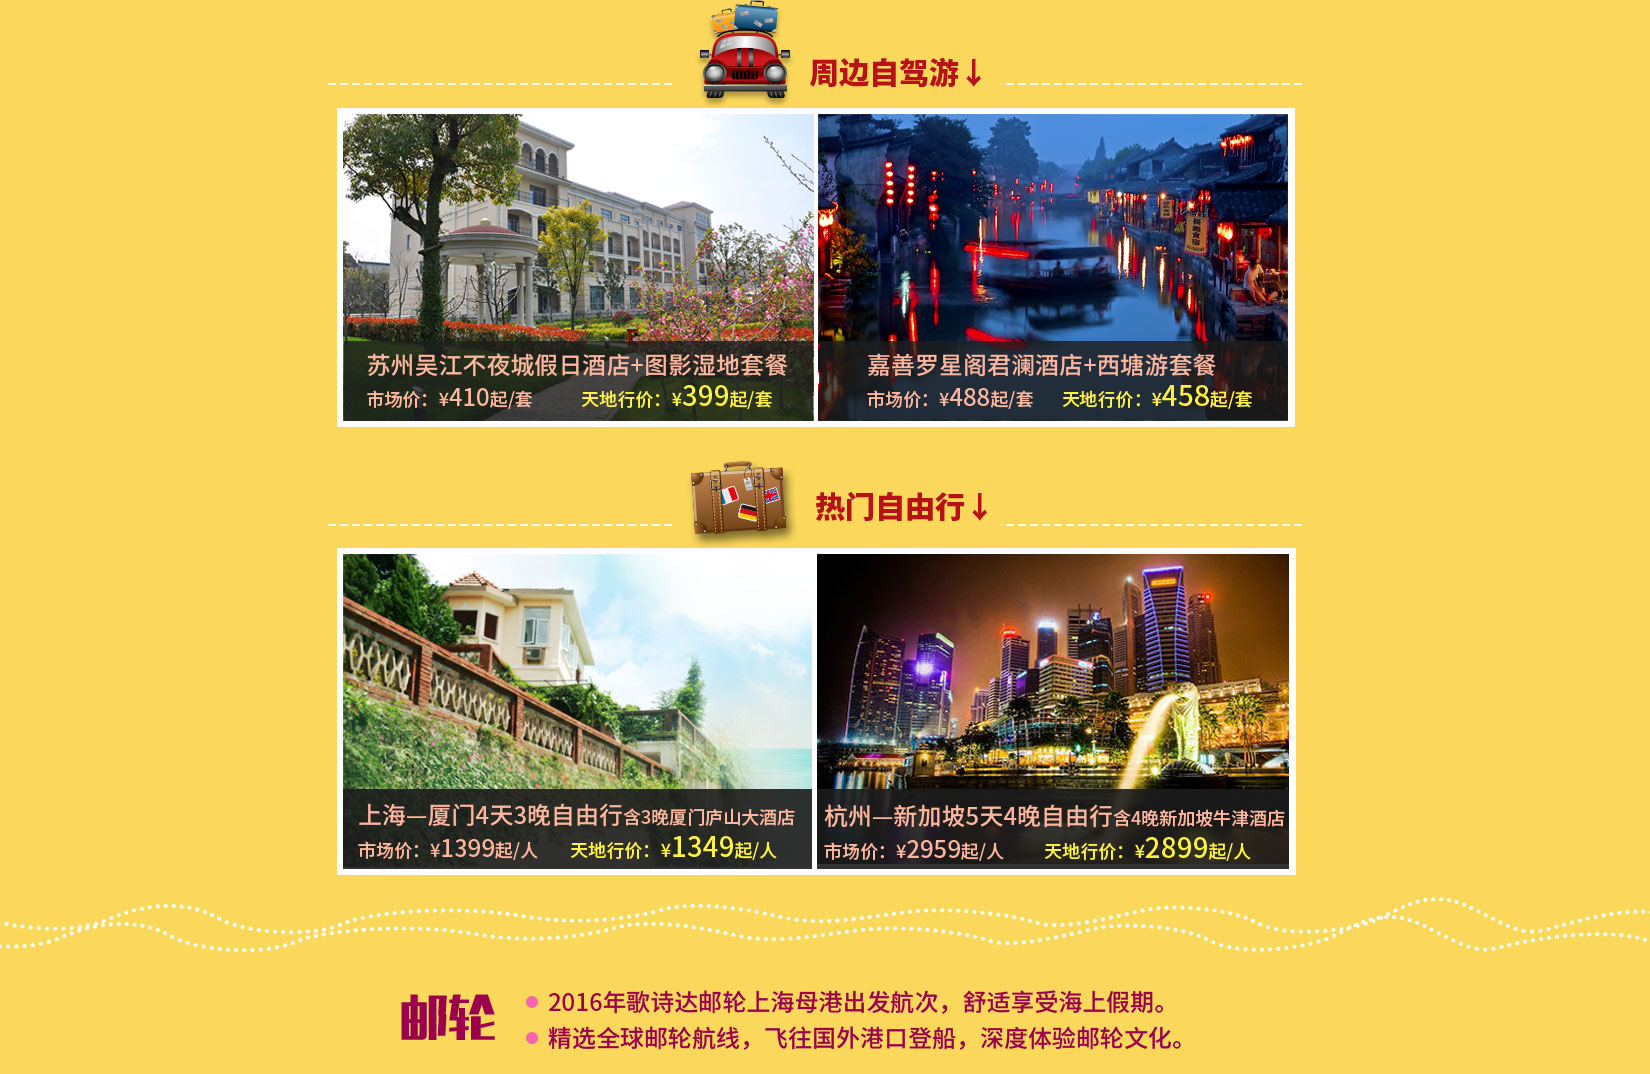 周边自驾游↓
苏州吴江不夜城假日酒店+图影湿地套餐
市场价：¥410起/套 天地行价：¥399起/套
嘉善罗星阁君澜酒店+西塘游套餐
市场价：¥488起/套 天地行价：¥458起/套
热门自由行↓
上海—厦门4天3晚自由行含3晚厦门庐山大酒店
市场价：¥1399起/人 天地行价：¥1349起/人
杭州—新加坡5天4晚自由行含4晚新加坡牛津酒店
市场价：¥2959起/人 天地行价：¥2899起/人
邮轮
2016年歌诗达邮轮上海母港出发航次，舒适享受海上假期。
精选全球邮轮航线，飞往国外港口登船，深度体验邮轮文化。